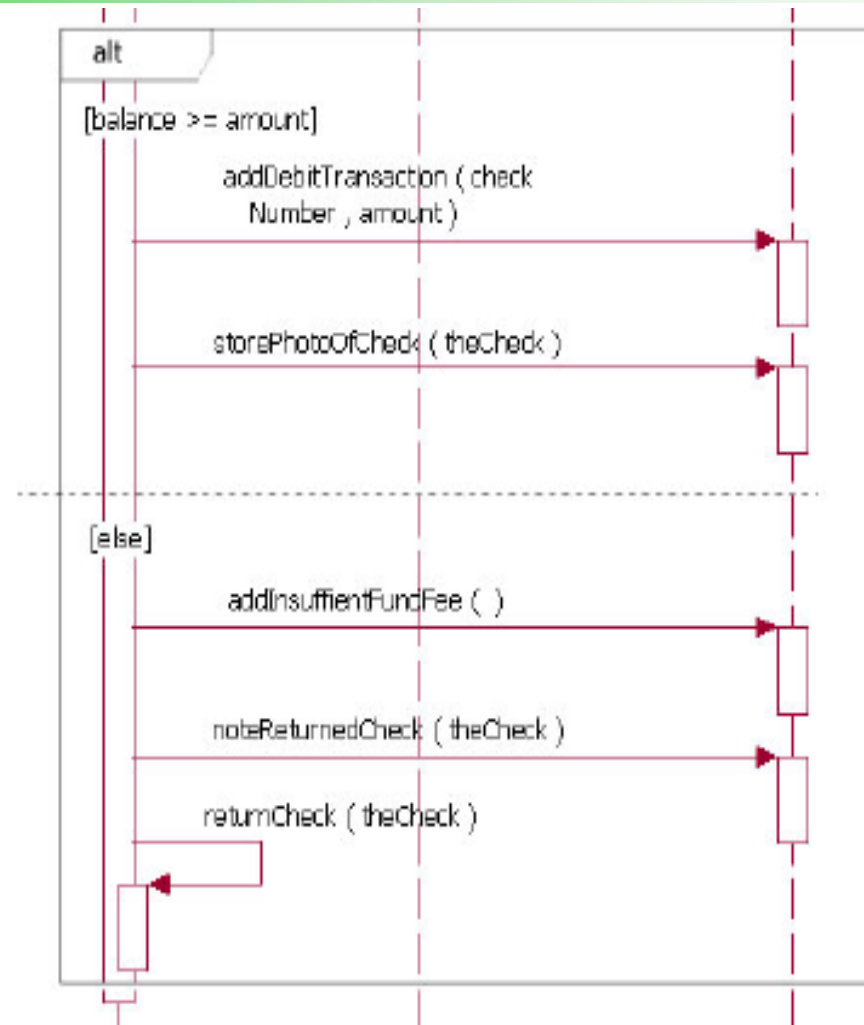 alt
[balance >= amount]
addDebitTransaction ( check
Number , amount )
storePhotoOfCheck ( theCheck )
[else]
addInsuffientFundFee ( )
noteReturnedCheck ( theCheck )
returnCheck ( theCheck )